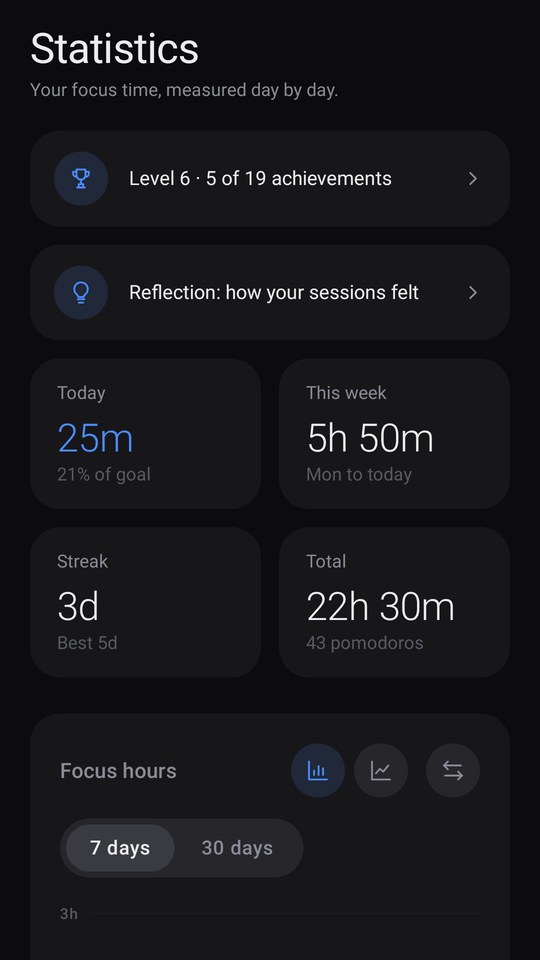 Statistics
Your focus time, measured day by day.
Level 6 · 5 of 19 achievements
Reflection: how your sessions felt
Today
25m
21% of goal
This week
5h 50m
Mon to today
Streak
3d
Best 5d
Total
22h 30m
43 pomodoros
Focus hours
7 days
30 days
3h